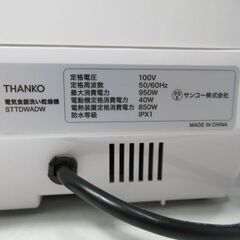 THANKO
電気食器洗い乾燥機
STTDWADW
定格電圧 100V
定格周波数 50/60Hz
最大消費電力 950W
電動機定格消費電力 40W
電熱装置定格消費電力 850W
防水等級 IPX1
サンコー株式会社
MADE IN CHINA